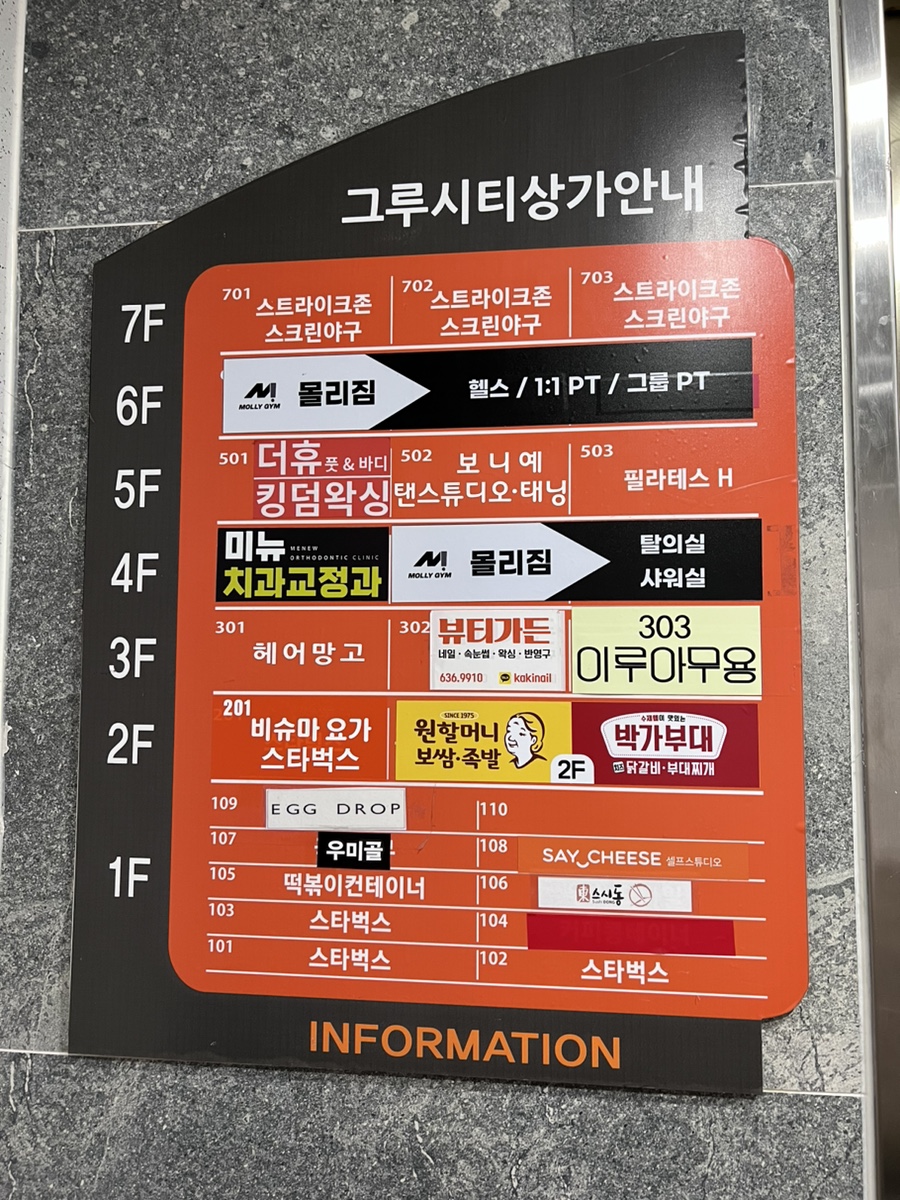 그루시티상가안내
7F
701
스트라이크존
스크린야구
702
스트라이크존
스크린야구
703
스트라이크존
스크린야구
6F
MOLLY GYM
몰리짐
헬스 / 1:1 PT / 그룹 PT
5F
501
더휴 풋 & 바디
킹덤왁싱
502
보니예
탠스튜디오·태닝
503
필라테스 H
4F
미뉴 MENEW
ORTHODONTIC CLINIC
치과교정과
MOLLY GYM
몰리짐
탈의실
샤워실
3F
301
헤어망고
302
뷰티가든
네일 · 속눈썹 · 왁싱 · 반영구
636.9910 kakinail
303
이루아무용
2F
201
비슈마 요가
스타벅스
SINCE 1975
원할머니
보쌈·족발
2F
수제햄이 맛있는
박가부대
치즈 닭갈비·부대찌개
1F
109
EGG DROP
110
107
우미골
108
SAY CHEESE 셀프스튜디오
105
떡볶이컨테이너
106
東 스시동
103
스타벅스
104
101
스타벅스
102
스타벅스
INFORMATION